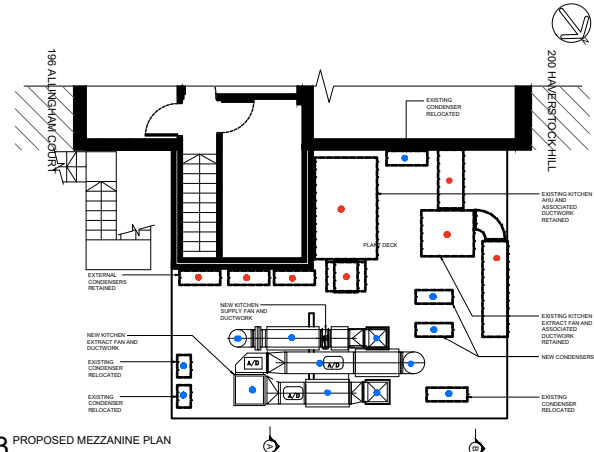 196 ALLINGHAM COURT
200 HAVERSTOCK HILL
EXISTING
CONDENSER
RELOCATED
EXISTING KITCHEN
AHU AND
ASSOCIATED
DUCTWORK
RETAINED
PLANT DECK
EXTERNAL
CONDENSERS
RETAINED
NEW KITCHEN
SUPPLY FAN AND
DUCTWORK
EXISTING KITCHEN
EXTRACT FAN AND
ASSOCIATED
DUCTWORK
RETAINED
NEW KITCHEN
EXTRACT FAN AND
DUCTWORK
NEW CONDENSERS
EXISTING
CONDENSER
RELOCATED
A/D
A/D
A/D
EXISTING
CONDENSER
RELOCATED
EXISTING
CONDENSER
RELOCATED
PROPOSED MEZZANINE PLAN
A
B